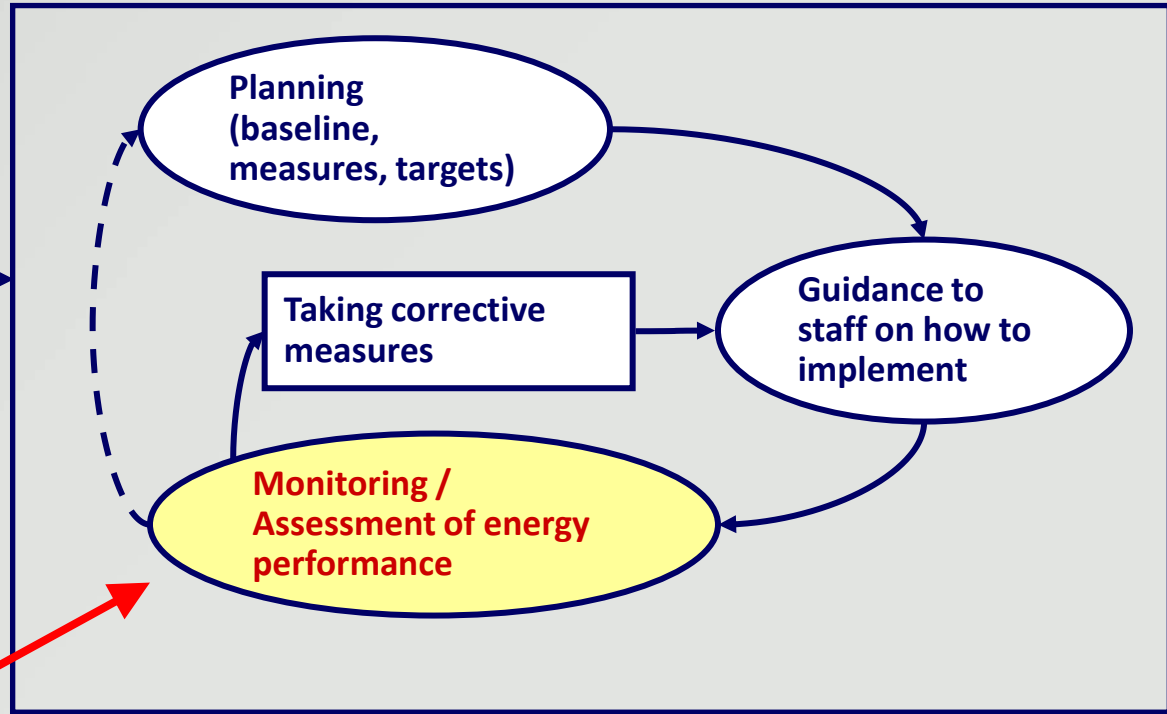 Planning
(baseline,
measures, targets)
Taking corrective
measures
Guidance to
staff on how to
implement
Monitoring /
Assessment of energy
performance